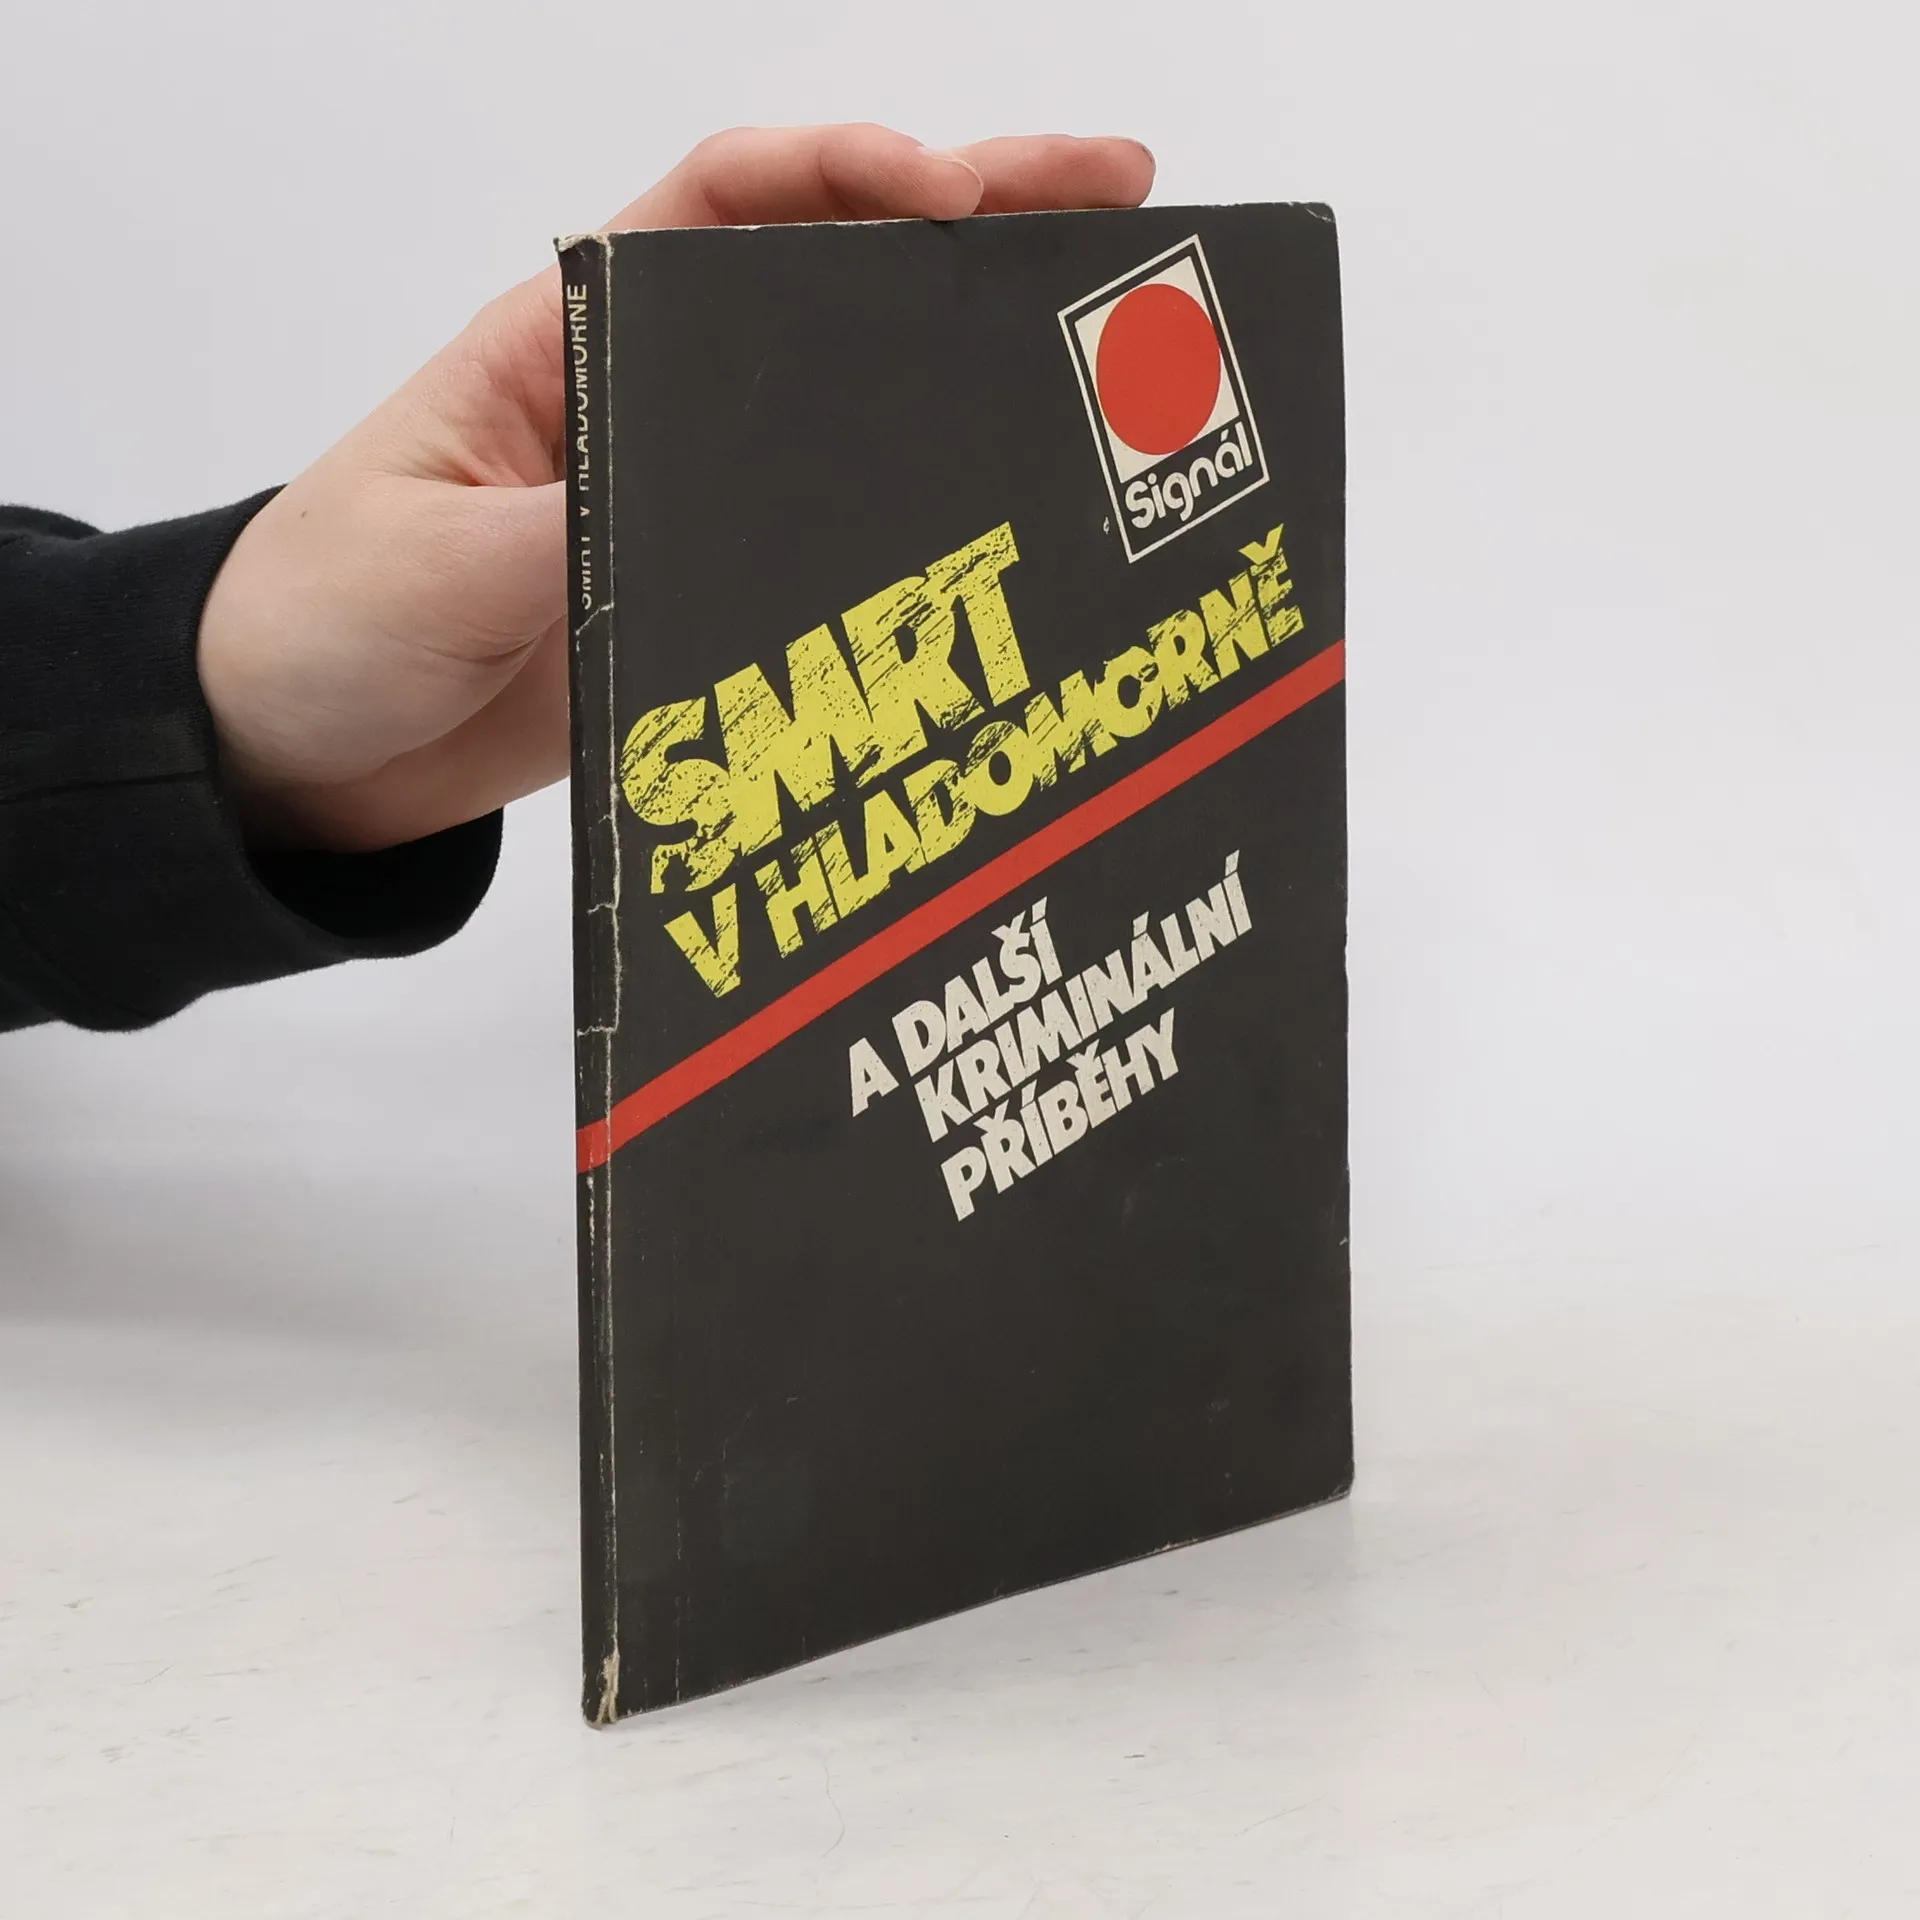 SMRT V HLADOMORNĚ
Signál
SMRT
V HLADOMORNĚ
A DALŠÍ
KRIMINÁLNÍ
PŘÍBĚHY